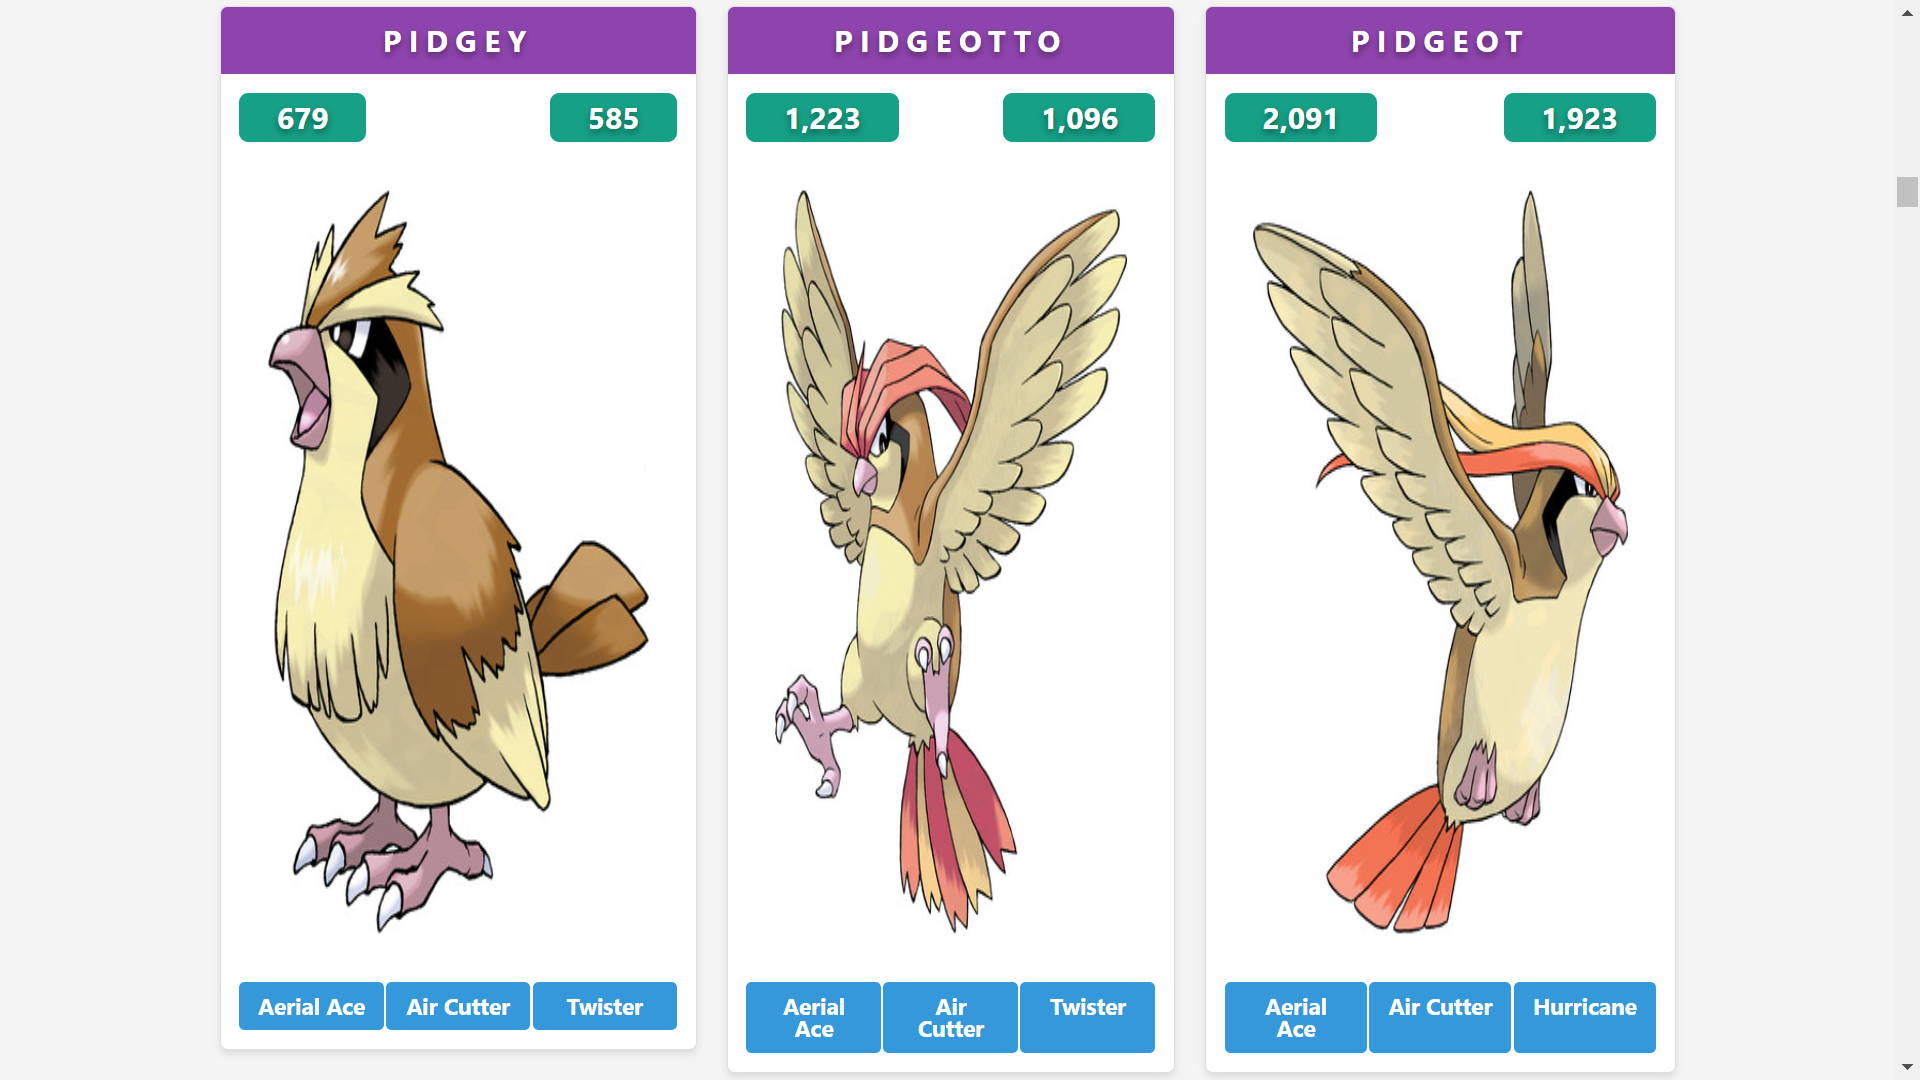 PIDGEY
679 585
Aerial Ace Air Cutter Twister
PIDGEOTTO
1,223 1,096
Aerial
Ace
Air
Cutter
Twister
PIDGEOT
2,091 1,923
Aerial
Ace
Air Cutter
Hurricane